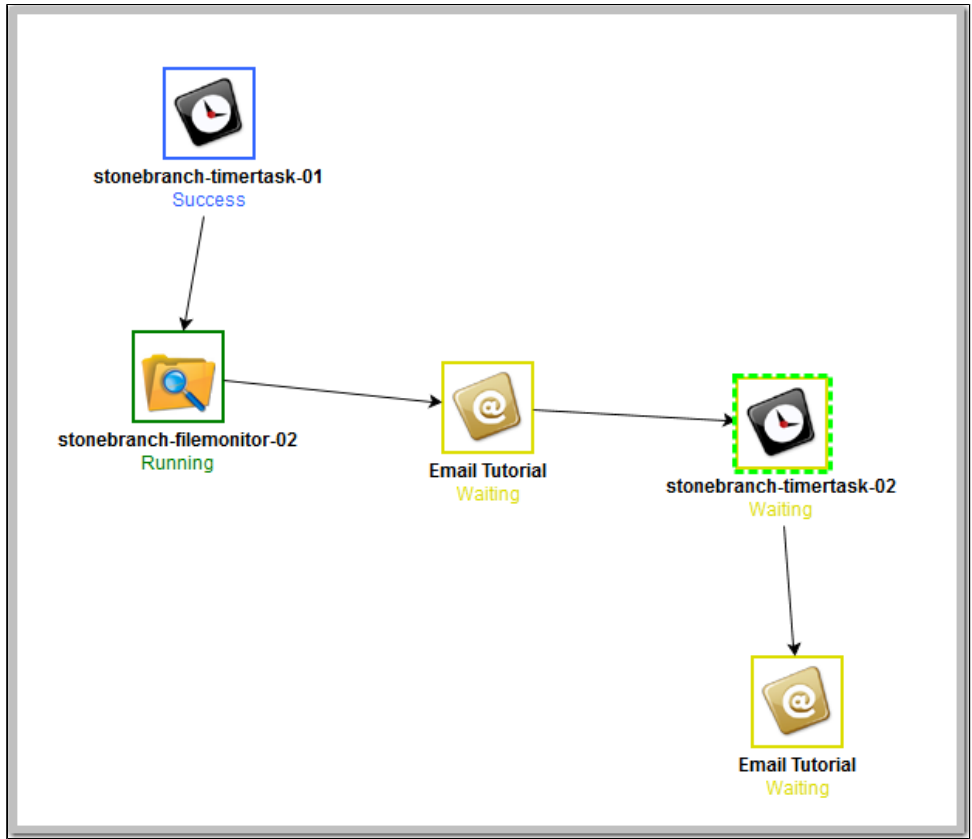 stonebranch-timertask-01
Success
stonebranch-filemonitor-02
Running
Email Tutorial
Waiting
stonebranch-timertask-02
Waiting
Email Tutorial
Waiting